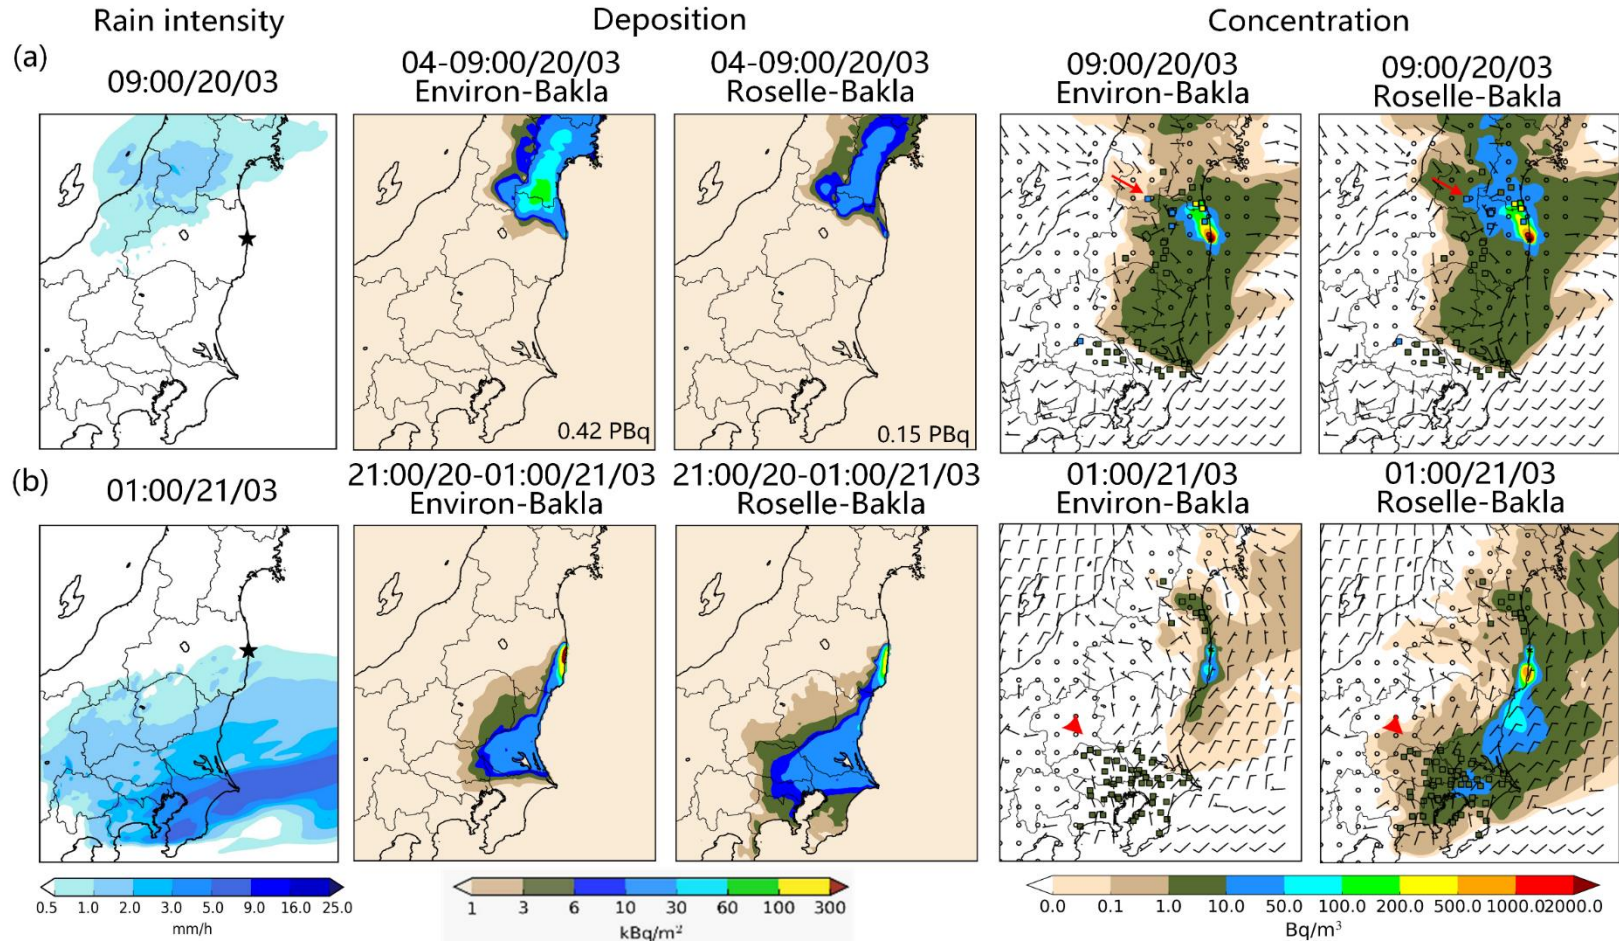 Rain intensity
Deposition
Concentration
(a)
09:00/20/03
04-09:00/20/03
Environ-Bakla
04-09:00/20/03
Roselle-Bakla
09:00/20/03
Environ-Bakla
09:00/20/03
Roselle-Bakla
0.42 PBq
0.15 PBq
(b)
01:00/21/03
21:00/20-01:00/21/03
Environ-Bakla
21:00/20-01:00/21/03
Roselle-Bakla
01:00/21/03
Environ-Bakla
01:00/21/03
Roselle-Bakla
0.5 1.0 2.0 3.0 5.0 9.0 16.0 25.0
mm/h
1 3 6 10 30 60 100 300
kBq/m²
0.0 0.1 1.0 10.0 50.0 100.0 200.0 500.0 1000.0 2000.0
Bq/m³